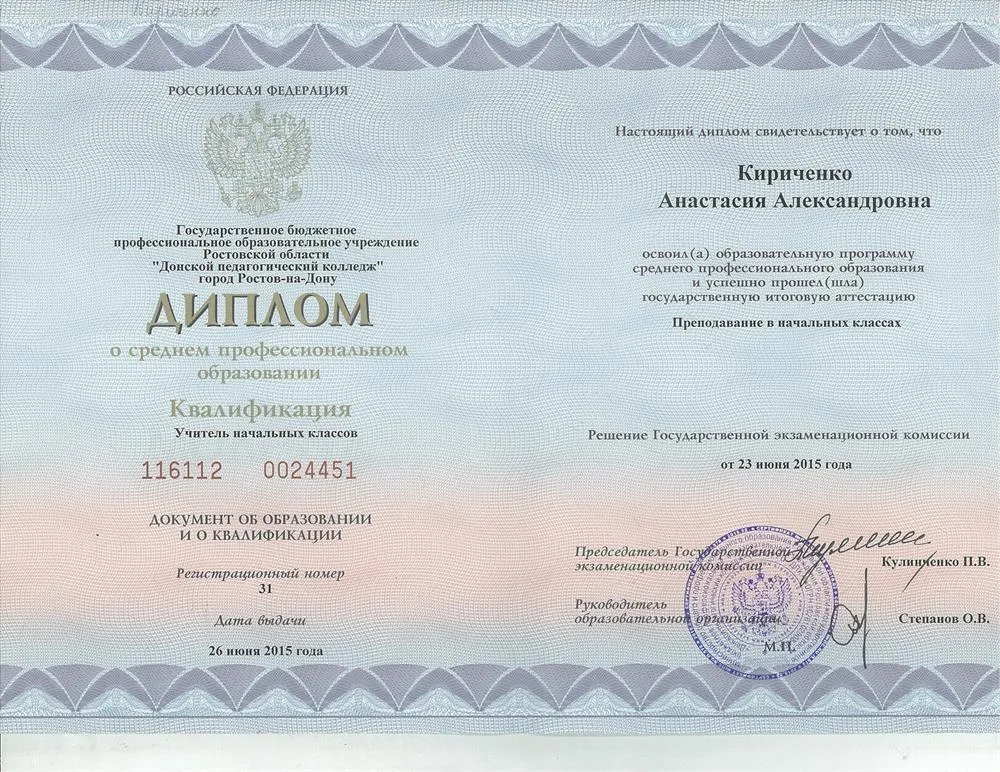 Кириченко
РОССИЙСКАЯ ФЕДЕРАЦИЯ
Государственное бюджетное
профессиональное образовательное учреждение
Ростовской области
"Донской педагогический колледж"
город Ростов-на-Дону
ДИПЛОМ
о среднем профессиональном
образовании
Квалификация
Учитель начальных классов
116112 0024451
ДОКУМЕНТ ОБ ОБРАЗОВАНИИ
И О КВАЛИФИКАЦИИ
Регистрационный номер
31
Дата выдачи
26 июня 2015 года
Настоящий диплом свидетельствует о том, что
Кириченко
Анастасия Александровна
освоил(а) образовательную программу
среднего профессионального образования
и успешно прошел(шла)
государственную итоговую аттестацию
Преподавание в начальных классах
Решение Государственной экзаменационной комиссии
от 23 июня 2015 года
Председатель Государственной
экзаменационной комиссии
Кулинченко П.В.
Руководитель
образовательной организации
Степанов О.В.
М.П.